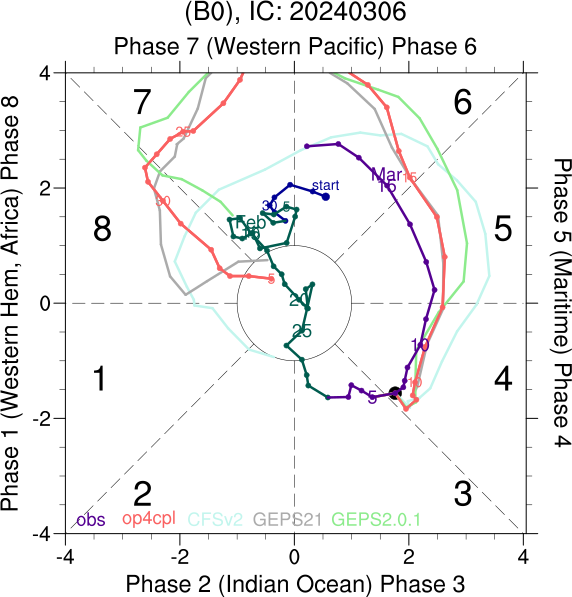 (B0), IC: 20240306
Phase 7 (Western Pacific) Phase 6
Phase 1 (Western Hem, Africa) Phase 8
Phase 5 (Maritime) Phase 4
4
7
6
25
Mar
15
15
start
30
30
5
2
Feb
8
5
5
0
20
25
10
1
4
10
5
-2
2
3
obs
op4cpl
CFSv2
GEPS21
GEPS2.0.1
-4
-4
-2
0
2
4
Phase 2 (Indian Ocean) Phase 3